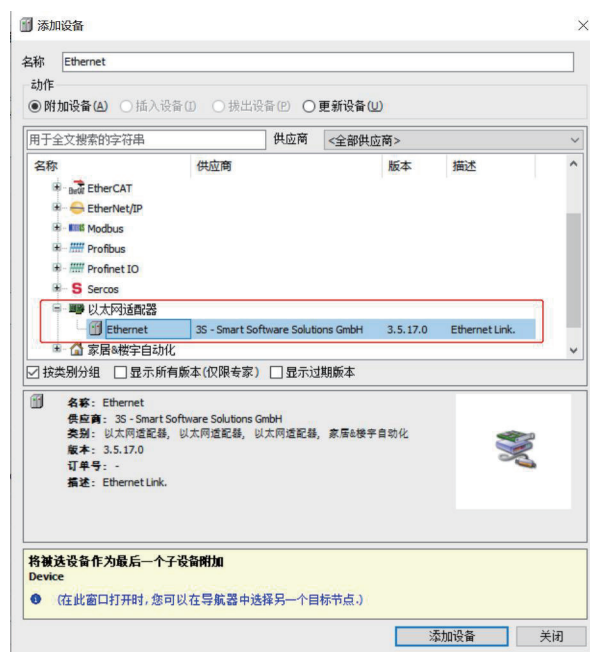 添加设备
名称 Ethernet
动作
附加设备(A) 插入设备(I) 拔出设备(P) 更新设备(U)
用于全文搜索的字符串 供应商 <全部供应商>
名称 供应商 版本 描述
EtherCAT
EtherNet/IP
Modbus
Profibus
Profinet IO
Sercos
以太网适配器
Ethernet 3S - Smart Software Solutions GmbH 3.5.17.0 Ethernet Link.
家居&楼宇自动化
按类别分组 显示所有版本(仅限专家) 显示过期版本
名称: Ethernet
供应商: 3S - Smart Software Solutions GmbH
类别: 以太网适配器, 以太网适配器, 以太网适配器, 家居&楼宇自动化
版本: 3.5.17.0
订单号: -
描述: Ethernet Link.
将被选设备作为最后一个子设备附加
Device
(在此窗口打开时,您可以在导航器中选择另一个目标节点.)
添加设备 关闭